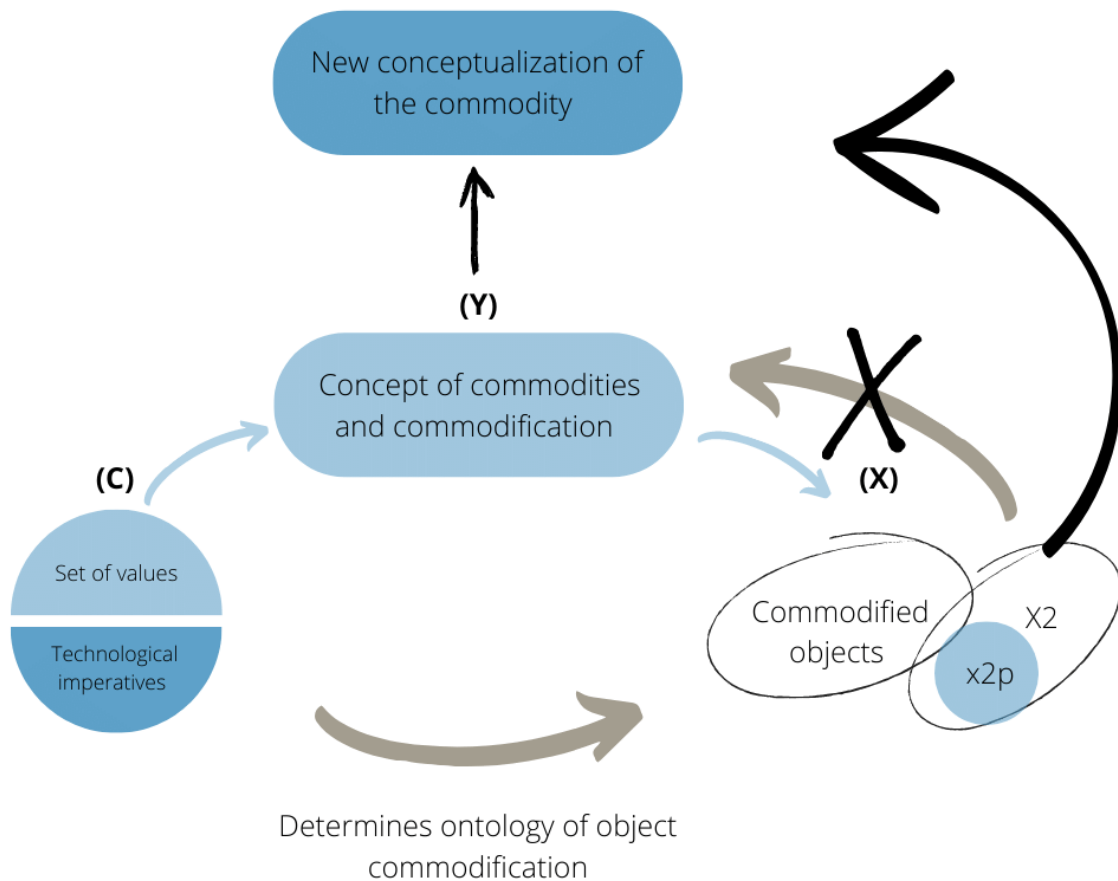 New conceptualization of
the commodity
(Y)
Concept of commodities
and commodification
(C)
(X)
Set of values
Technological
imperatives
Commodified
objects
X2
x2p
Determines ontology of object
commodification